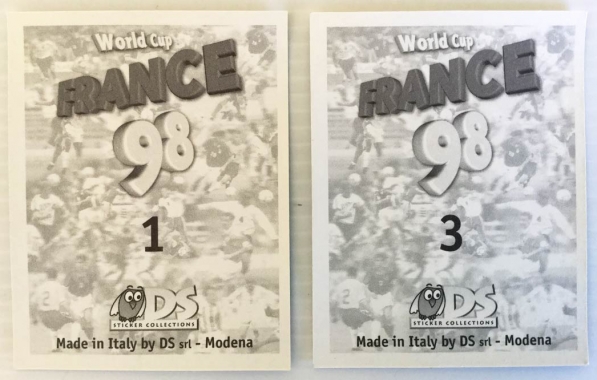 World Cup
FRANCE
98
1
DS
STICKER COLLECTIONS
Made in Italy by DS srl - Modena
World Cup
FRANCE
98
3
DS
STICKER COLLECTIONS
Made in Italy by DS srl - Modena